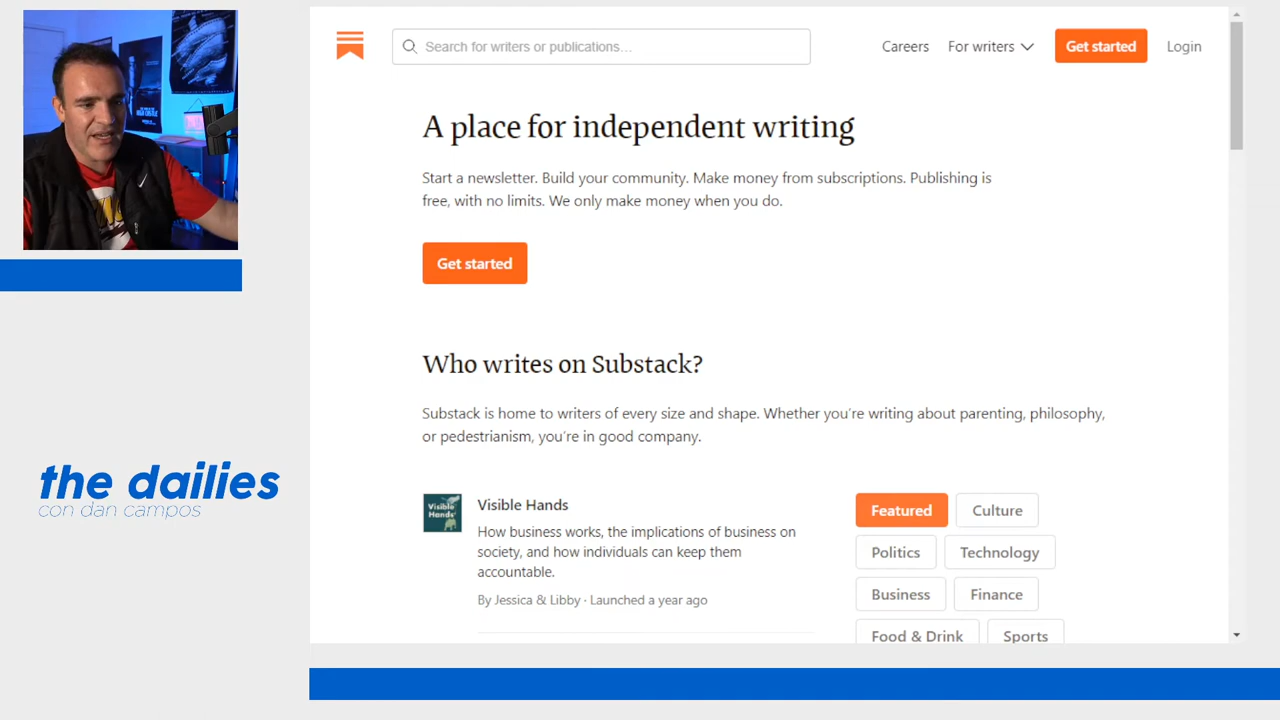 Search for writers or publications...
Careers
For writers
Get started
Login
A place for independent writing
Start a newsletter. Build your community. Make money from subscriptions. Publishing is
free, with no limits. We only make money when you do.
Get started
Who writes on Substack?
Substack is home to writers of every size and shape. Whether you're writing about parenting, philosophy,
or pedestrianism, you're in good company.
the dailies
con dan campos
Visible
Hands
Visible Hands
How business works, the implications of business on
society, and how individuals can keep them
accountable.
By Jessica & Libby · Launched a year ago
Featured
Culture
Politics
Technology
Business
Finance
Food & Drink
Sports